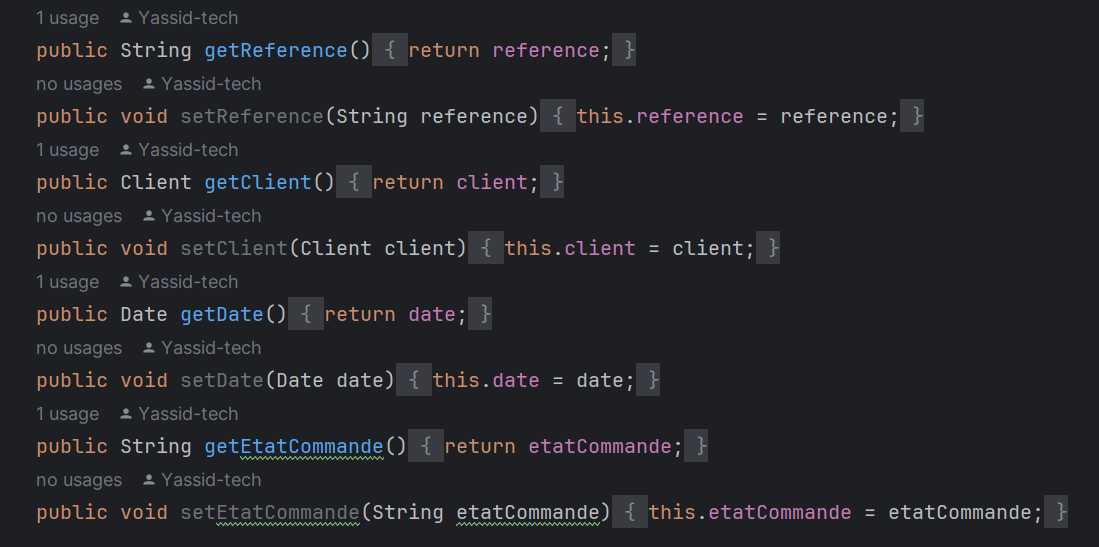 1 usage Yassid-tech
public String getReference() { return reference; }
no usages Yassid-tech
public void setReference(String reference) { this.reference = reference; }
1 usage Yassid-tech
public Client getClient() { return client; }
no usages Yassid-tech
public void setClient(Client client) { this.client = client; }
1 usage Yassid-tech
public Date getDate() { return date; }
no usages Yassid-tech
public void setDate(Date date) { this.date = date; }
1 usage Yassid-tech
public String getEtatCommande() { return etatCommande; }
no usages Yassid-tech
public void setEtatCommande(String etatCommande) { this.etatCommande = etatCommande; }